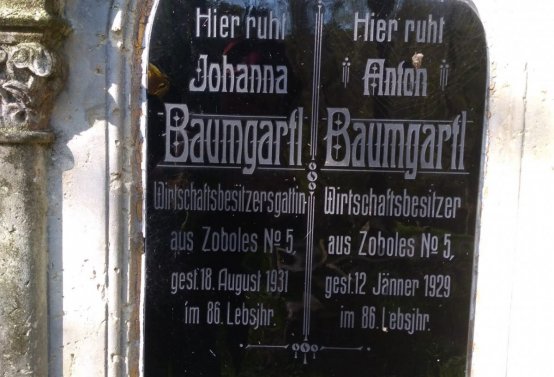 Hier ruht
Johanna
Baumgartl
Wirtschaftsbesitzersgattin
aus Zoboles No 5.
gest. 18. August 1931
im 86. Lebsjhr.
Hier ruht
Anton
Baumgartl
Wirtschaftsbesitzer
aus Zoboles No 5,
gest. 12 Jänner 1929
im 86. Lebsjhr.